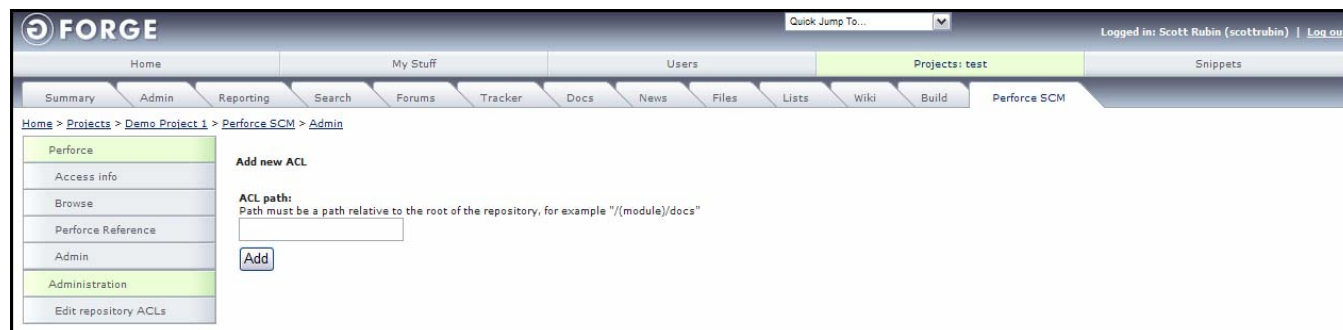 FORGE
Quick Jump To...
Logged in: Scott Rubin (scottrubin) | Log ou
Home My Stuff Users Projects: test Snippets
Summary Admin Reporting Search Forums Tracker Docs News Files Lists Wiki Build Perforce SCM
Home > Projects > Demo Project 1 > Perforce SCM > Admin
Perforce
Access info
Browse
Perforce Reference
Admin
Administration
Edit repository ACLs
Add new ACL
ACL path:
Path must be a path relative to the root of the repository, for example "/(module)/docs"
Add